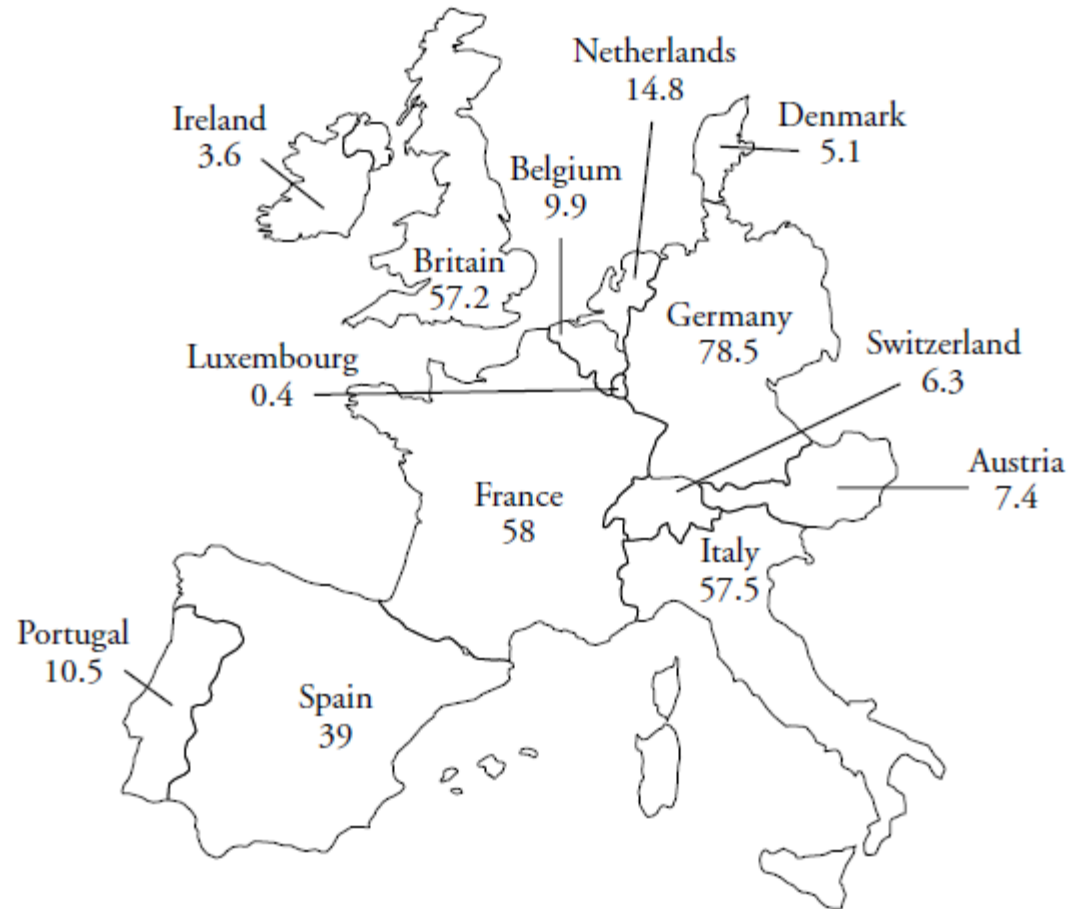 Netherlands
14.8
Denmark
5.1
Ireland
3.6
Belgium
9.9
Britain
57.2
Germany
78.5
Switzerland
6.3
Luxembourg
0.4
Austria
7.4
France
58
Italy
57.5
Portugal
10.5
Spain
39